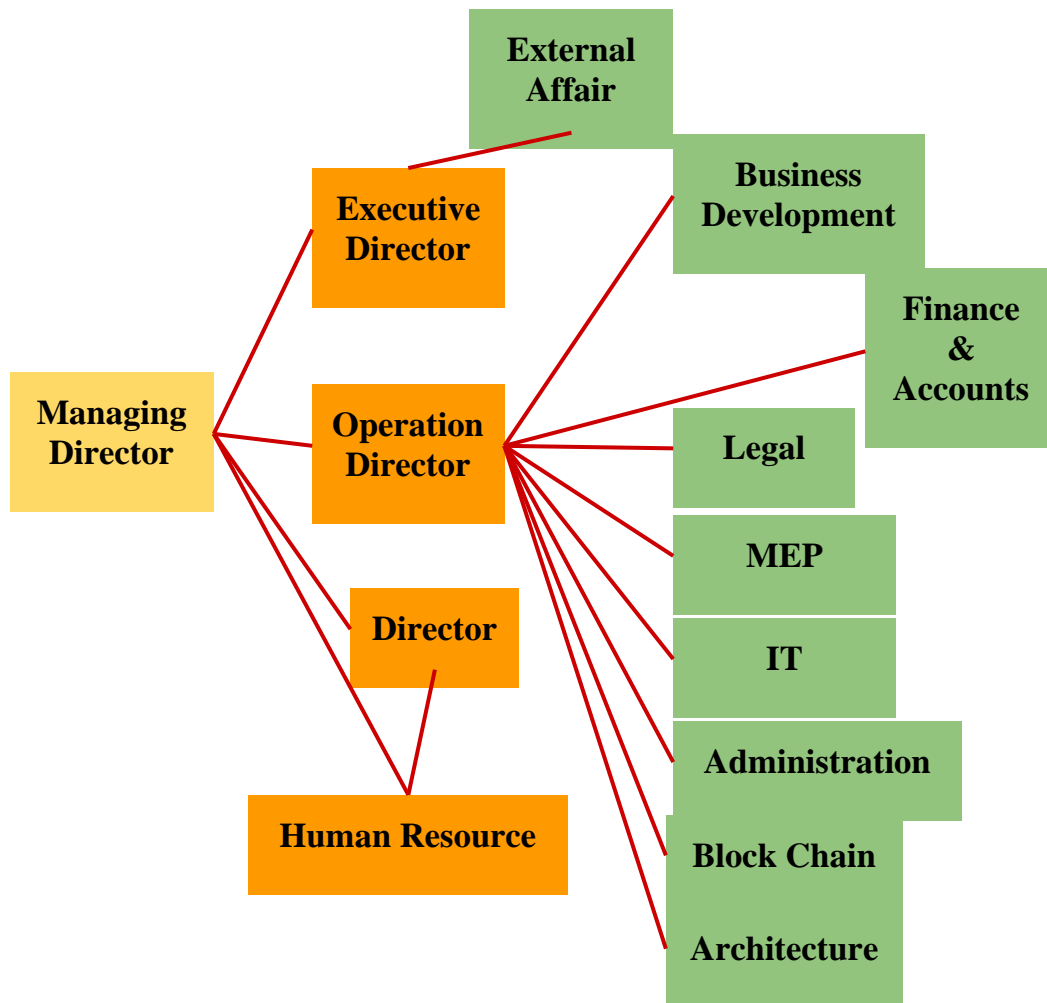 External
Affair
Business
Development
Executive
Director
Finance
&
Accounts
Managing
Director
Operation
Director
Legal
MEP
Director
IT
Administration
Human Resource
Block Chain
Architecture